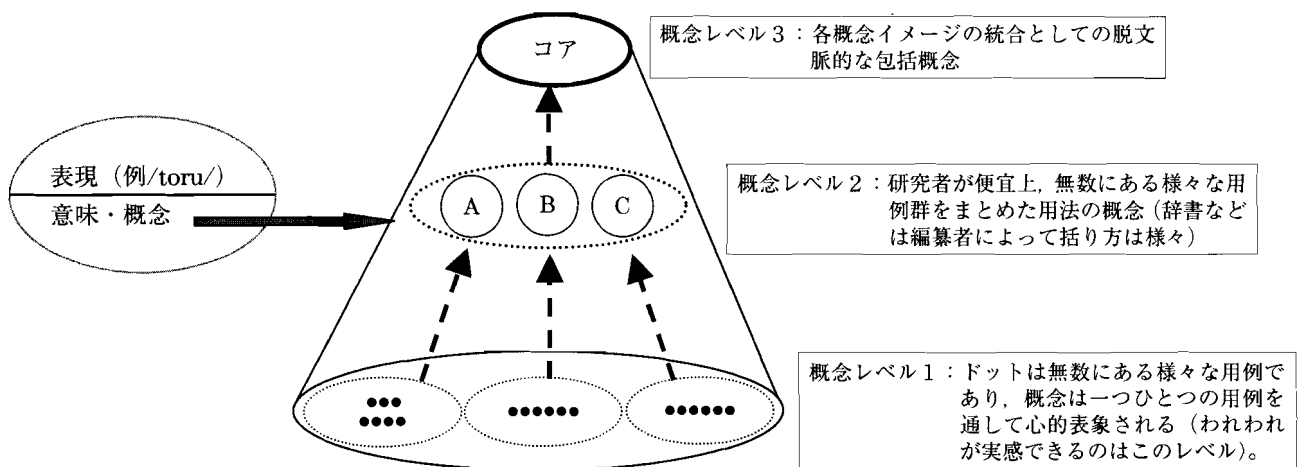 コア
概念レベル3：各概念イメージの統合としての脱文
脈的な包括概念
表現（例/toru/）
意味・概念
A
B
C
概念レベル2：研究者が便宜上，無数にある様々な用
例群をまとめた用法の概念（辞書など
は編纂者によって括り方は様々）
概念レベル1：ドットは無数にある様々な用例で
あり，概念は一つひとつの用例を
通して心的表象される（われわれ
が実感できるのはこのレベル）。